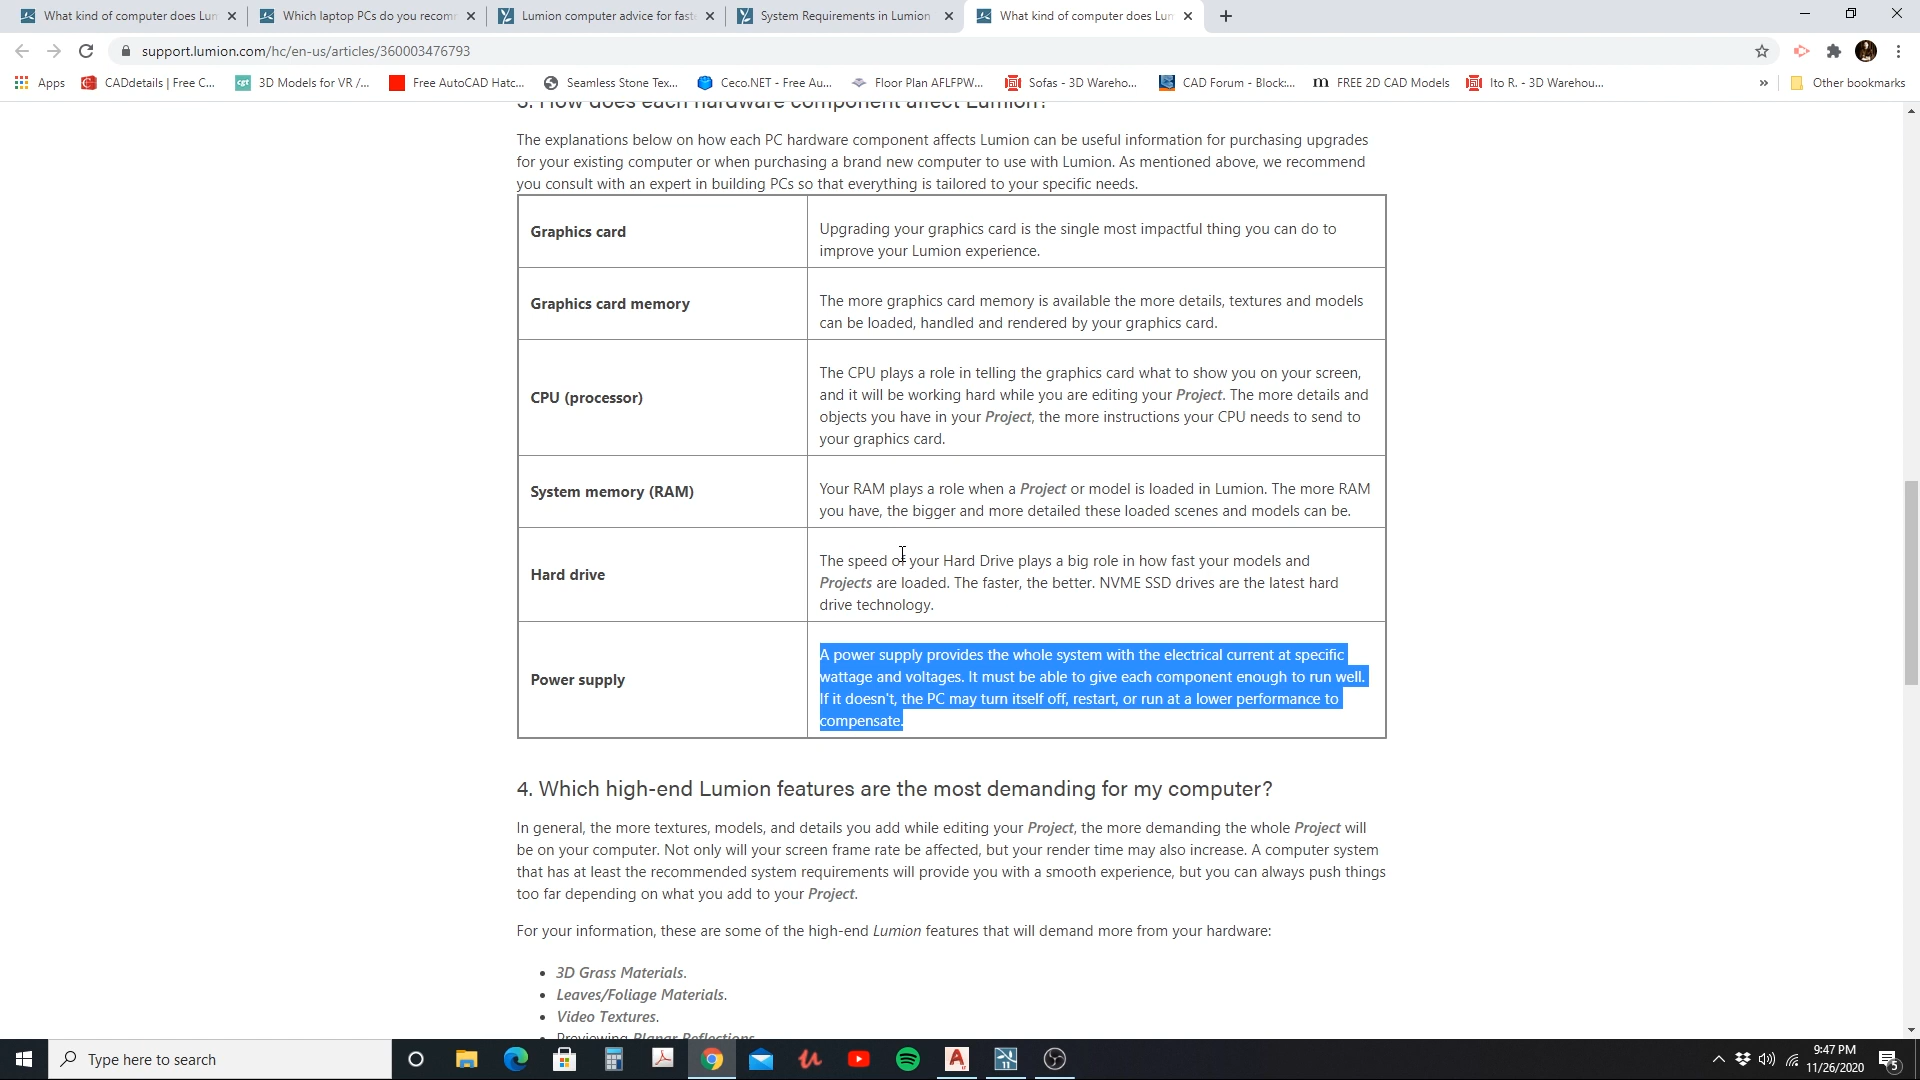 What kind of computer does Lun
Which laptop PCs do you recomm
Lumion computer advice for fast
System Requirements in Lumion
What kind of computer does Lun
support.lumion.com/hc/en-us/articles/360003476793
Apps
CADdetails | Free C...
3D Models for VR /...
Free AutoCAD Hatc...
Seamless Stone Tex...
Ceco.NET - Free Au...
Floor Plan AFLFPW...
Sofas - 3D Wareho...
CAD Forum - Block:...
FREE 2D CAD Models
Ito R. - 3D Warehou...
»
Other bookmarks
3. How does each hardware component affect Lumion?
The explanations below on how each PC hardware component affects Lumion can be useful information for purchasing upgrades
for your existing computer or when purchasing a brand new computer to use with Lumion. As mentioned above, we recommend
you consult with an expert in building PCs so that everything is tailored to your specific needs.
Graphics card
Upgrading your graphics card is the single most impactful thing you can do to
improve your Lumion experience.
Graphics card memory
The more graphics card memory is available the more details, textures and models
can be loaded, handled and rendered by your graphics card.
CPU (processor)
The CPU plays a role in telling the graphics card what to show you on your screen,
and it will be working hard while you are editing your Project. The more details and
objects you have in your Project, the more instructions your CPU needs to send to
your graphics card.
System memory (RAM)
Your RAM plays a role when a Project or model is loaded in Lumion. The more RAM
you have, the bigger and more detailed these loaded scenes and models can be.
Hard drive
The speed of your Hard Drive plays a big role in how fast your models and
Projects are loaded. The faster, the better. NVME SSD drives are the latest hard
drive technology.
Power supply
A power supply provides the whole system with the electrical current at specific
wattage and voltages. It must be able to give each component enough to run well.
If it doesn't, the PC may turn itself off, restart, or run at a lower performance to
compensate.
4. Which high-end Lumion features are the most demanding for my computer?
In general, the more textures, models, and details you add while editing your Project, the more demanding the whole Project will
be on your computer. Not only will your screen frame rate be affected, but your render time may also increase. A computer system
that has at least the recommended system requirements will provide you with a smooth experience, but you can always push things
too far depending on what you add to your Project.
For your information, these are some of the high-end Lumion features that will demand more from your hardware:
• 3D Grass Materials.
• Leaves/Foliage Materials.
• Video Textures.
• Previewing Planar Reflections.
Type here to search
9:47 PM
11/26/2020
5